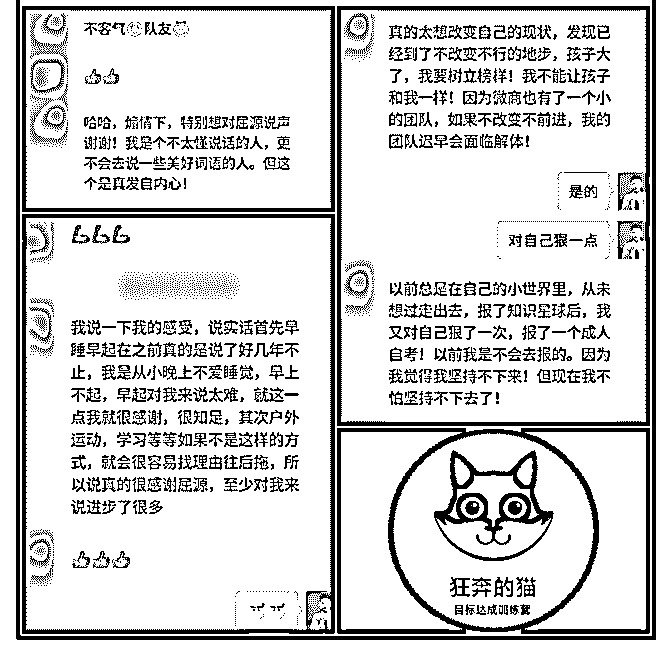 不客气队友
哈哈，煽情下，特别想对屈源说声
谢谢！我是个不太懂说话的人，更
不会去说一些美好词语的人。但这
个是真发自内心！
我说一下我的感受，说实话首先早
睡早起在之前真的是说了好几年不
止，我是从小晚上不爱睡觉，早上
不起，早起对我来说太难，就这一
点我就很感谢，很知足，其次户外
运动，学习等等如果不是这样的方
式，就会很容易找理由往后拖，所
以说真的很感谢屈源，至少对我来
说进步了很多
真的太想改变自己的现状，发现已
经到了不改变不行的地步，孩子大
了，我要树立榜样！我不能让孩子
和我一样！因为微商也有了一个小
的团队，如果不改变不前进，我的
团队迟早会面临解体！
是的
对自己狠一点
以前总是在自己的小世界里，从未
想过走出去，报了知识星球后，我
又对自己狠了一次，报了一个成人
自考！以前我是不会去报的。因为
我觉得我坚持不下来！但现在我不
怕坚持不下去了！
狂奔的猫
目标达成训练营